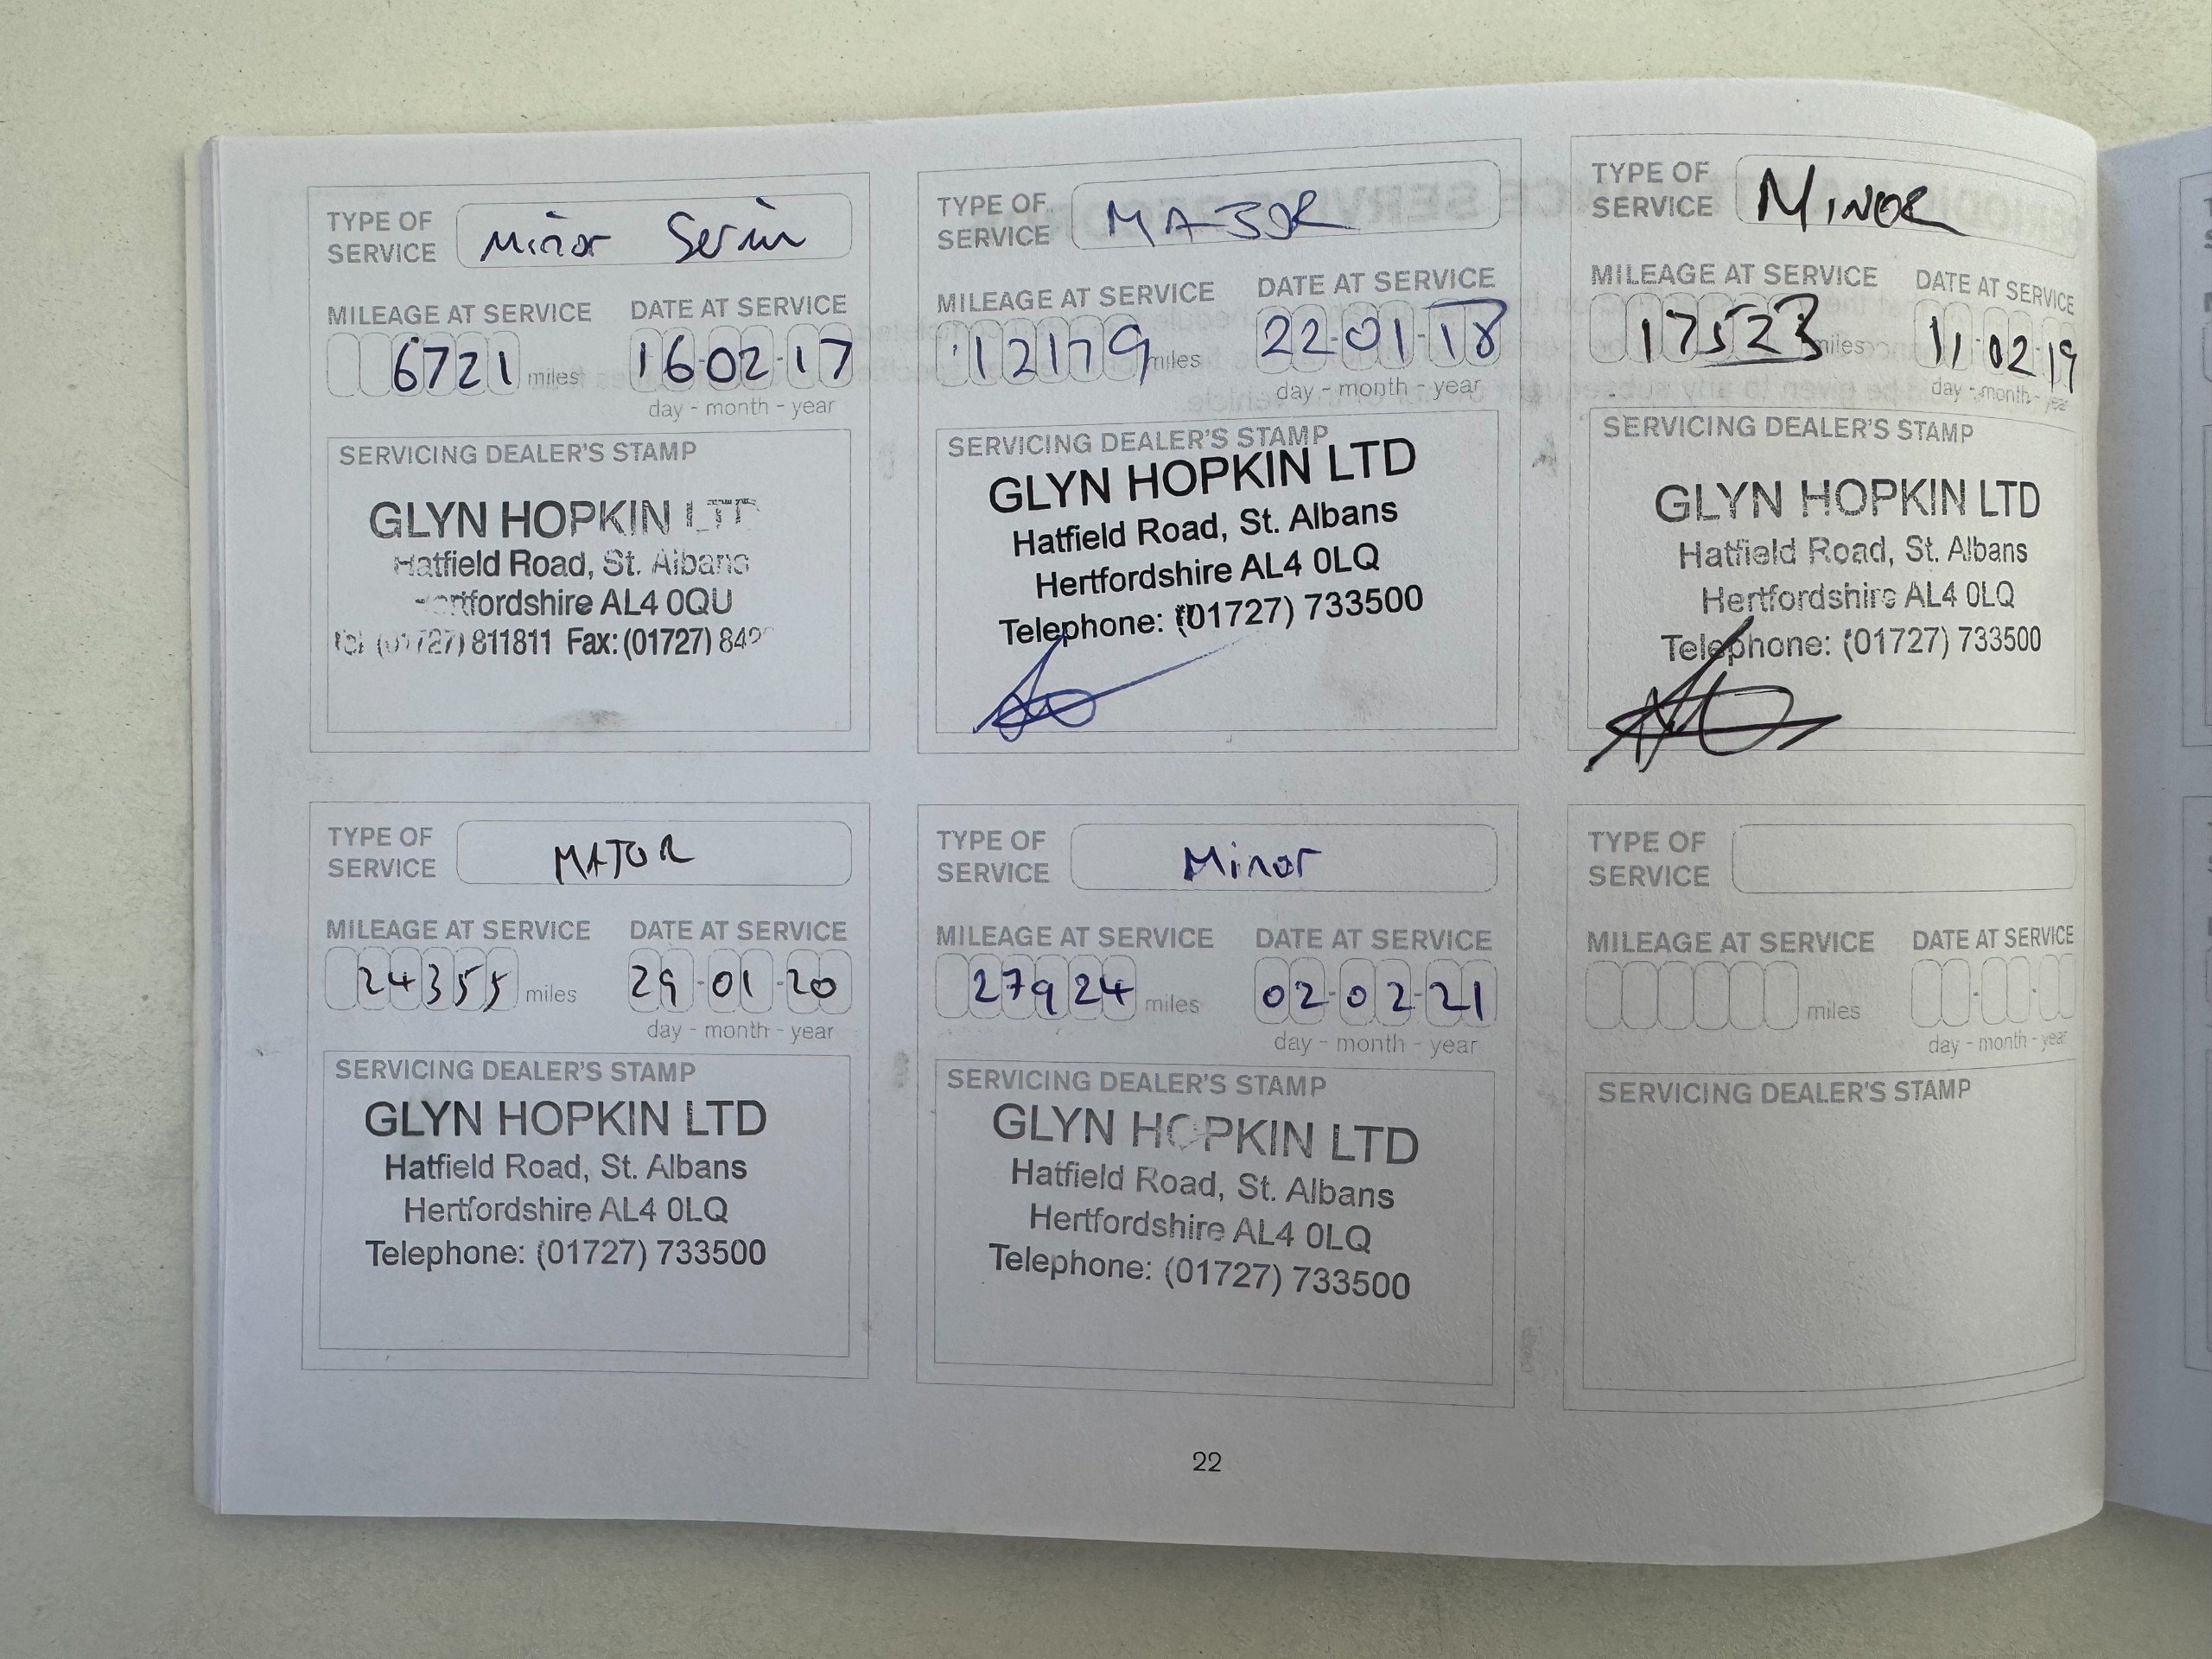 TYPE OF
SERVICE Minor Servic
MILEAGE AT SERVICE DATE AT SERVICE
6721 miles 16-02-17
day - month - year
SERVICING DEALER'S STAMP
GLYN HOPKIN LTD
Hatfield Road, St. Albans
Hertfordshire AL4 0QU
Tel: (01727) 811811 Fax: (01727)
TYPE OF
SERVICE MAJOR
MILEAGE AT SERVICE DATE AT SERVICE
12179 miles 22-01-18
day - month - year
SERVICING DEALER'S STAMP
GLYN HOPKIN LTD
Hatfield Road, St. Albans
Hertfordshire AL4 0LQ
Telephone: (01727) 733500
TYPE OF
SERVICE MINOR
MILEAGE AT SERVICE DATE AT SERVICE
17523 miles 11-02-19
day - month - year
SERVICING DEALER'S STAMP
GLYN HOPKIN LTD
Hatfield Road, St. Albans
Hertfordshire AL4 0LQ
Telephone: (01727) 733500
TYPE OF
SERVICE MAJOR
MILEAGE AT SERVICE DATE AT SERVICE
24355 miles 29-01-20
day - month - year
SERVICING DEALER'S STAMP
GLYN HOPKIN LTD
Hatfield Road, St. Albans
Hertfordshire AL4 0LQ
Telephone: (01727) 733500
TYPE OF
SERVICE Minor
MILEAGE AT SERVICE DATE AT SERVICE
27924 miles 02-02-21
day - month - year
SERVICING DEALER'S STAMP
GLYN HOPKIN LTD
Hatfield Road, St. Albans
Hertfordshire AL4 0LQ
Telephone: (01727) 733500
TYPE OF
SERVICE
MILEAGE AT SERVICE DATE AT SERVICE
miles
day - month - year
SERVICING DEALER'S STAMP
22